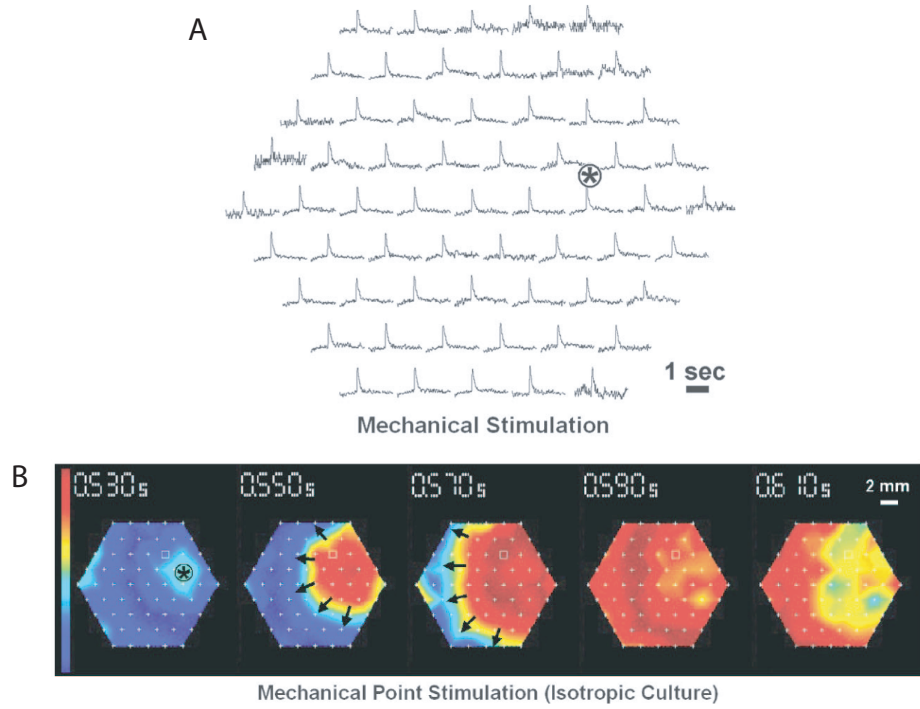 A
1 sec
Mechanical Stimulation
B
0.530s
0.550s
0.570s
0.590s
0.610s
2 mm
Mechanical Point Stimulation (Isotropic Culture)